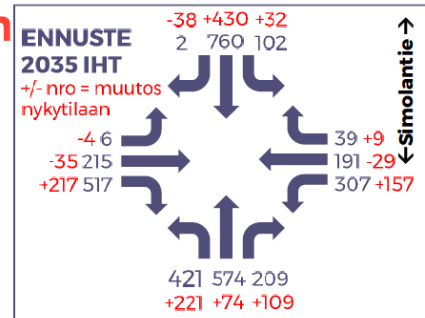 n
ENNUSTE
2035 IHT
+/- nro = muutos
nykytilaan
-38 +430 +32
2 760 102
←Simolantie→
-4 6
-35 215
+217 517
39 +9
191 -29
307 +157
421 574 209
+221 +74 +109